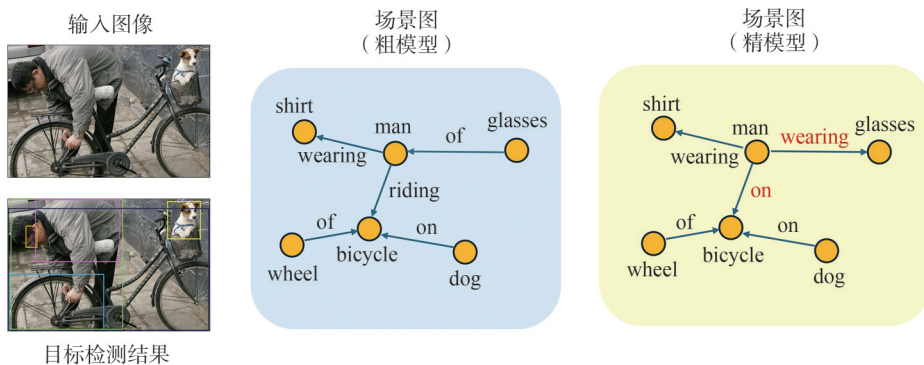 输入图像
目标检测结果
场景图
（粗模型）
shirt
man
glasses
of
wearing
riding
of
on
wheel
bicycle
dog
场景图
（精模型）
shirt
man
wearing
glasses
wearing
on
of
on
wheel
bicycle
dog